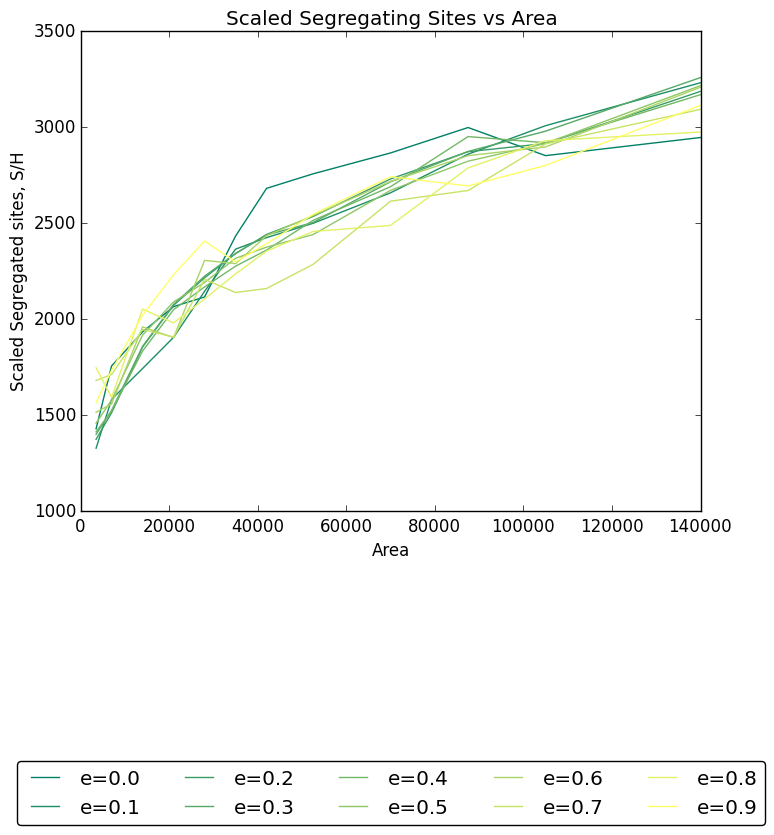 Scaled Segregating Sites vs Area
3500
3000
2500
2000
1500
1000
Scaled Segregated sites, S/H
0 20000 40000 60000 80000 100000 120000 140000
Area
e=0.0 e=0.2 e=0.4 e=0.6 e=0.8
e=0.1 e=0.3 e=0.5 e=0.7 e=0.9